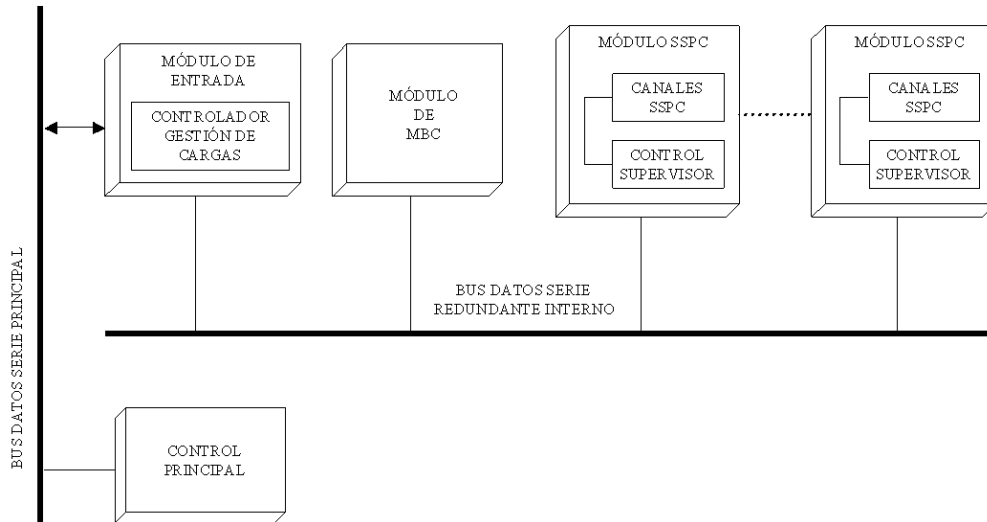 MÓDULO DE
ENTRADA
CONTROLADOR
GESTIÓN DE
CARGAS
MÓDULO
DE
MBC
MÓDULO SSPC
CANALES
SSPC
CONTROL
SUPERVISOR
MÓDULO SSPC
CANALES
SSPC
CONTROL
SUPERVISOR
BUS DATOS SERIE
REDUNDANTE INTERNO
BUS DATOS SERIE PRINCIPAL
CONTROL
PRINCIPAL